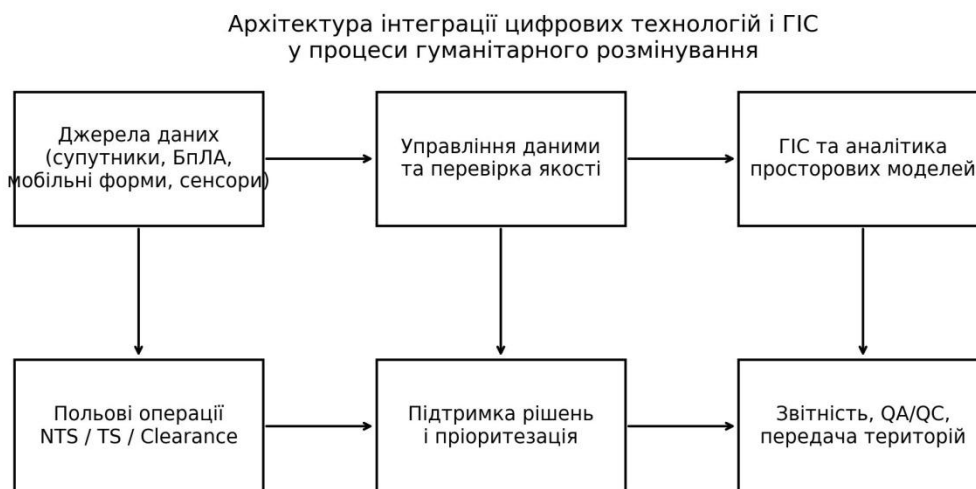 Архітектура інтеграції цифрових технологій і ГІС
у процеси гуманітарного розмінування
Джерела даних
(супутники, БпЛА,
мобільні форми, сенсори)
Управління даними
та перевірка якості
ГІС та аналітика
просторових моделей
Польові операції
NTS / TS / Clearance
Підтримка рішень
і пріоритезація
Звітність, QA/QC,
передача територій